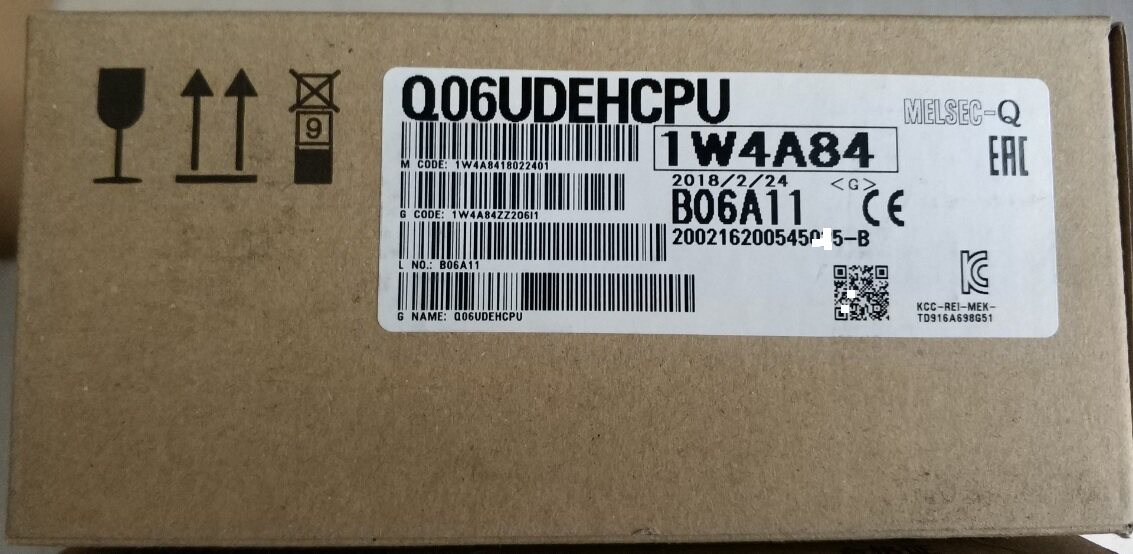 9
Q06UDEHCPU
MELSEC-Q
1W4A84
M CODE: 1W4A8418022401
2018/2/24 <G>
G CODE: 1W4A84ZZ206I1
B06A11 CE
EAC
L NO.: B06A11
G NAME: Q06UDEHCPU
KCC-REI-MEK-
TD916A698G51